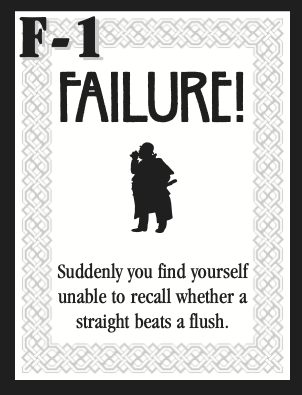 F-1
FAILURE!
Suddenly you find yourself
unable to recall whether a
straight beats a flush.